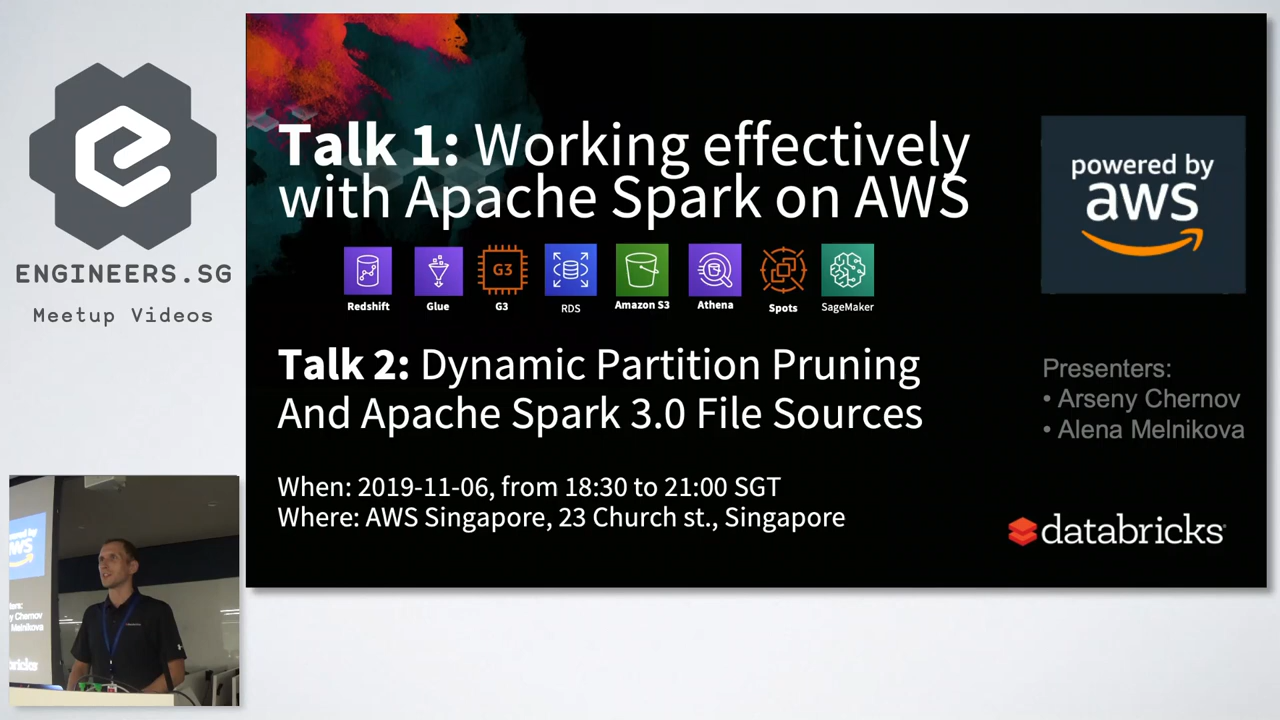 ENGINEERS.SG
Meetup Videos
Talk 1: Working effectively
with Apache Spark on AWS
G3
Redshift
Glue
G3
RDS
Amazon S3
Athena
Spots
SageMaker
Talk 2: Dynamic Partition Pruning
And Apache Spark 3.0 File Sources
When: 2019-11-06, from 18:30 to 21:00 SGT
Where: AWS Singapore, 23 Church st., Singapore
powered by
aws
Presenters:
• Arseny Chernov
• Alena Melnikova
databricks